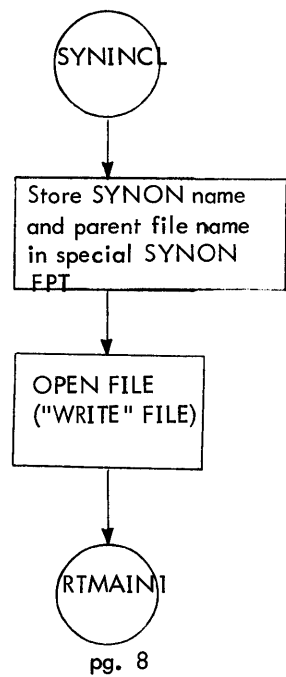 SYNINCL
Store SYNON name
and parent file name
in special SYNON
FPT
OPEN FILE
("WRITE" FILE)
RTMAIN1
pg. 8